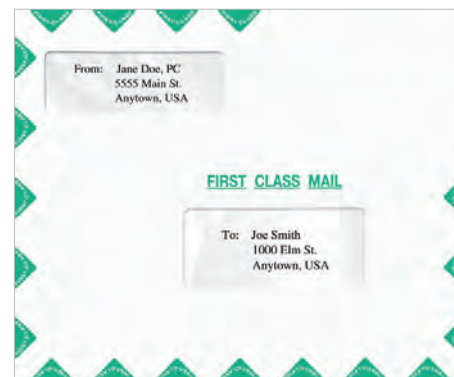 From: Jane Doe, PC
5555 Main St.
Anytown, USA
FIRST CLASS MAIL
To: Joe Smith
1000 Elm St.
Anytown, USA